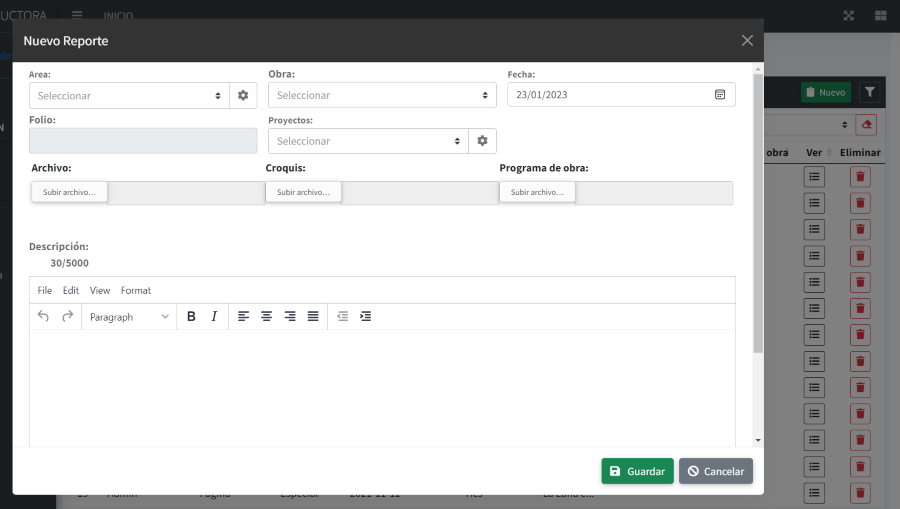 UCTORA INICIO
Nuevo Reporte
Area: Obra: Fecha:
Seleccionar Seleccionar 23/01/2023
Nuevo
Folio: Proyectos:
Seleccionar
obra Ver Eliminar
Archivo: Croquis: Programa de obra:
Subir archivo... Subir archivo... Subir archivo...
Descripción:
30/5000
File Edit View Format
Paragraph B I
Guardar Cancelar